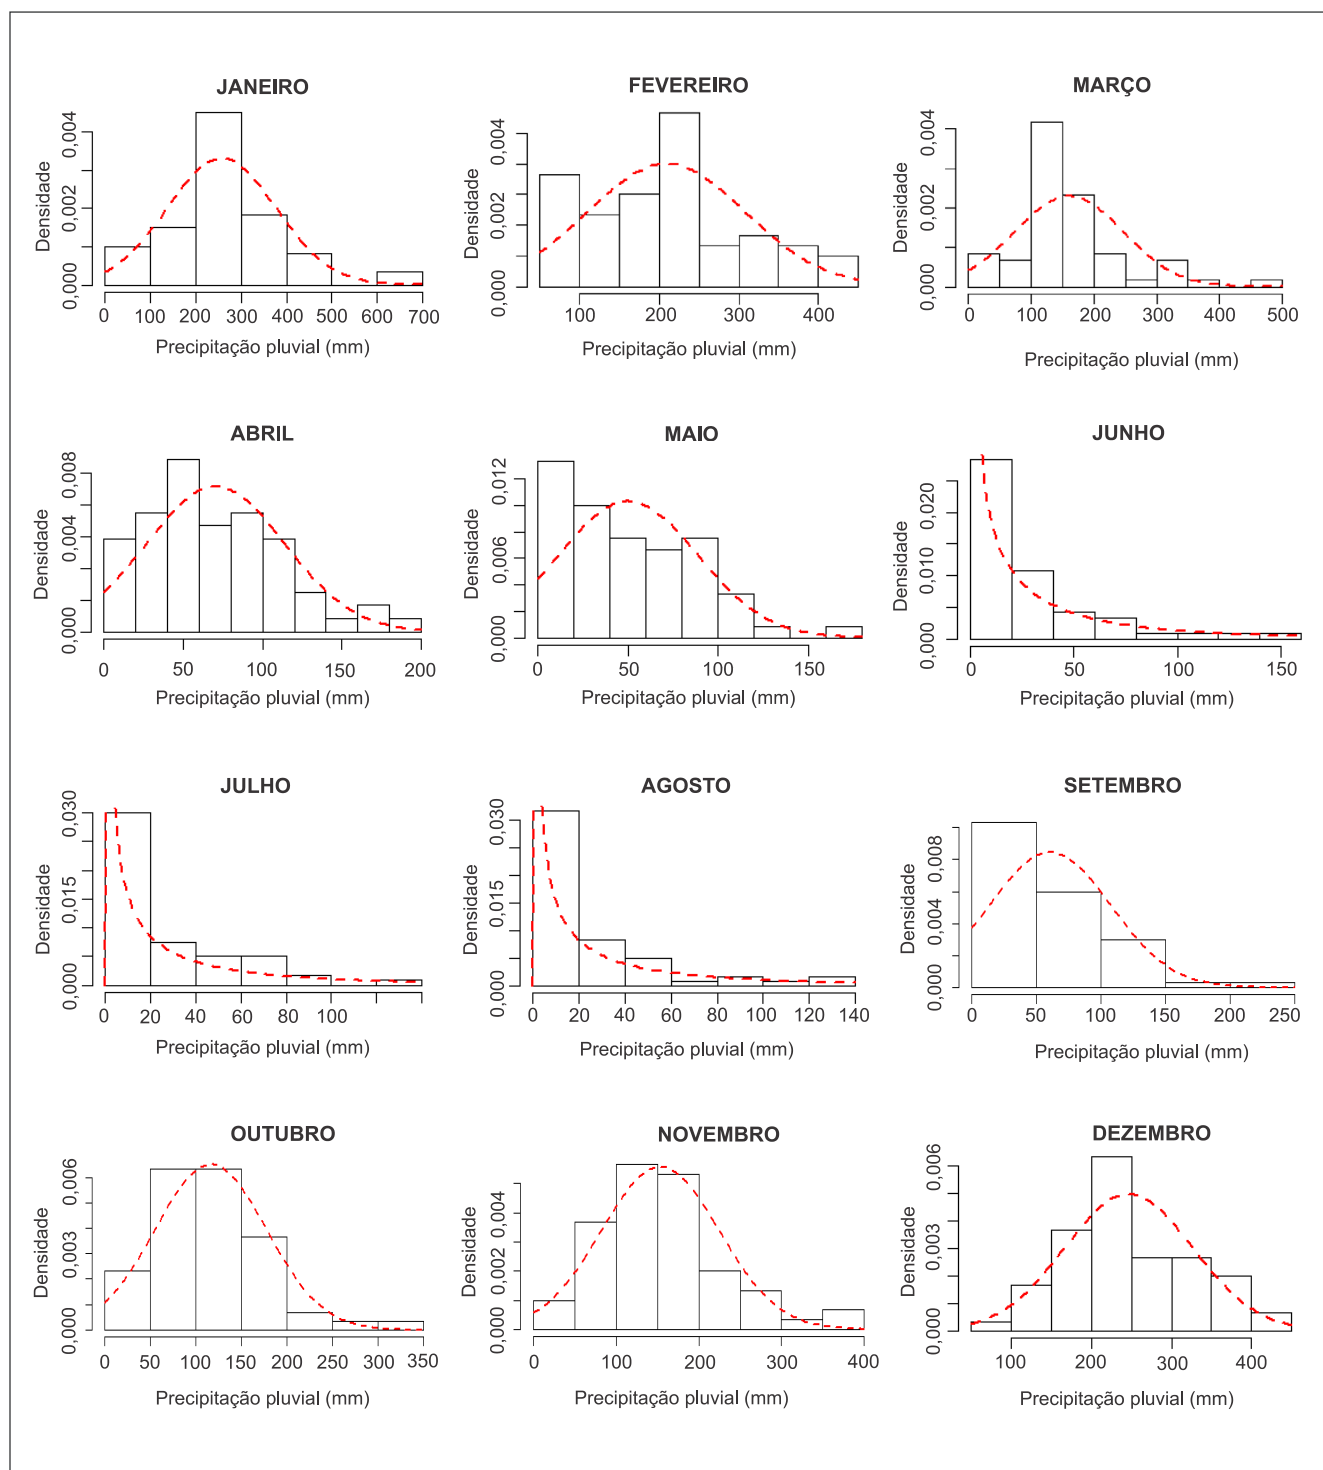 JANEIRO
Densidade
0,000 0,002 0,004
0 100 200 300 400 500 600 700
Precipitação pluvial (mm)
FEVEREIRO
Densidade
0,000 0,002 0,004
100 200 300 400
Precipitação pluvial (mm)
MARÇO
Densidade
0,000 0,002 0,004
0 100 200 300 400 500
Precipitação pluvial (mm)
ABRIL
Densidade
0,000 0,004 0,008
0 50 100 150 200
Precipitação pluvial (mm)
MAIO
Densidade
0,000 0,006 0,012
0 50 100 150
Precipitação pluvial (mm)
JUNHO
Densidade
0,000 0,010 0,020
0 50 100 150
Precipitação pluvial (mm)
JULHO
Densidade
0,000 0,015 0,030
0 20 40 60 80 100
Precipitação pluvial (mm)
AGOSTO
Densidade
0,000 0,015 0,030
0 20 40 60 80 100 120 140
Precipitação pluvial (mm)
SETEMBRO
Densidade
0,000 0,004 0,008
0 50 100 150 200 250
Precipitação pluvial (mm)
OUTUBRO
Densidade
0,000 0,003 0,006
0 50 100 150 200 250 300 350
Precipitação pluvial (mm)
NOVEMBRO
Densidade
0,000 0,002 0,004
0 100 200 300 400
Precipitação pluvial (mm)
DEZEMBRO
Densidade
0,000 0,003 0,006
100 200 300 400
Precipitação pluvial (mm)